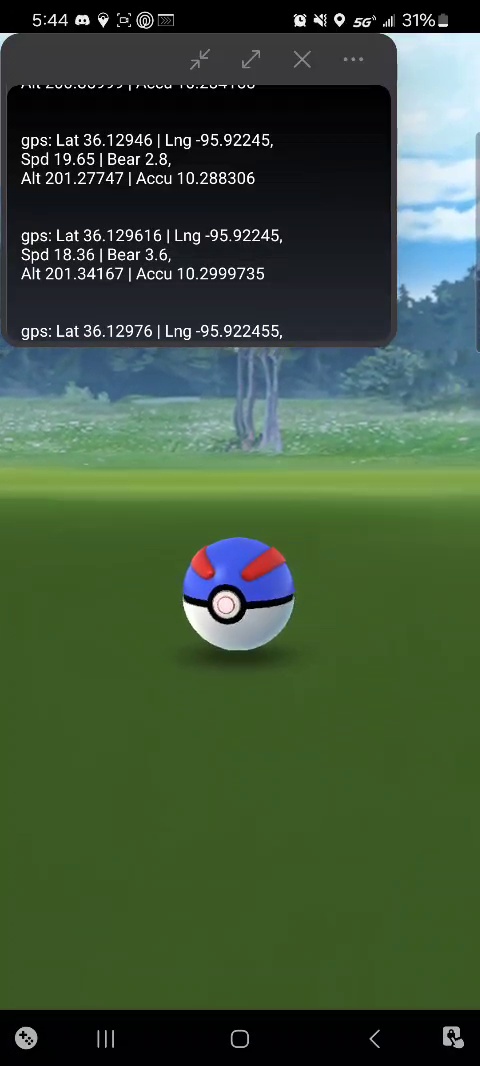 5:44 5G 31%
gps: Lat 36.12946 | Lng -95.92245,
Spd 19.65 | Bear 2.8,
Alt 201.27747 | Accu 10.288306
gps: Lat 36.129616 | Lng -95.92245,
Spd 18.36 | Bear 3.6,
Alt 201.34167 | Accu 10.2999735
gps: Lat 36.12976 | Lng -95.922455,